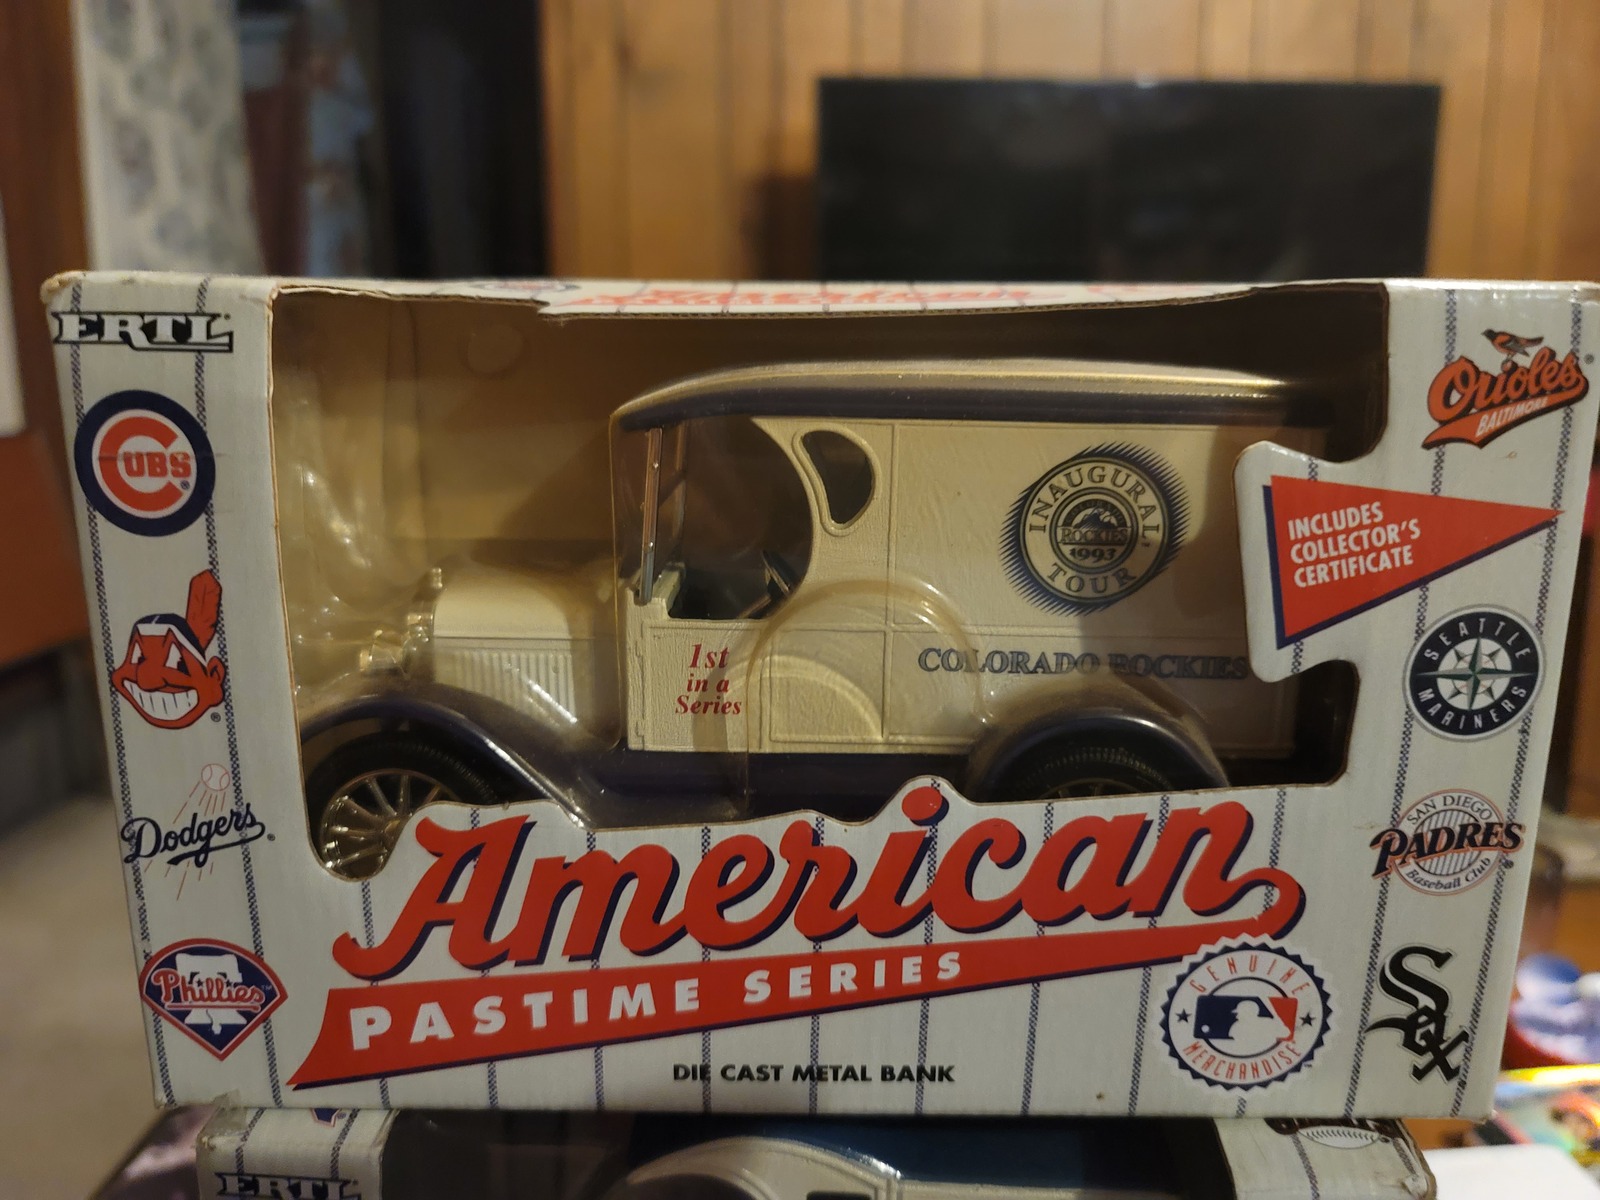 ERTL
CUBS
Dodgers
Phillies
Orioles
BALTIMORE
INCLUDES
COLLECTOR'S
CERTIFICATE
SEATTLE
MARINERS
SAN DIEGO
PADRES
Baseball Club
Sox
INAUGURAL
ROCKIES
1993
TOUR
COLORADO ROCKIES
1st
in a
Series
American
PASTIME SERIES
GENUINE
MERCHANDISE
DIE CAST METAL BANK
ERTL